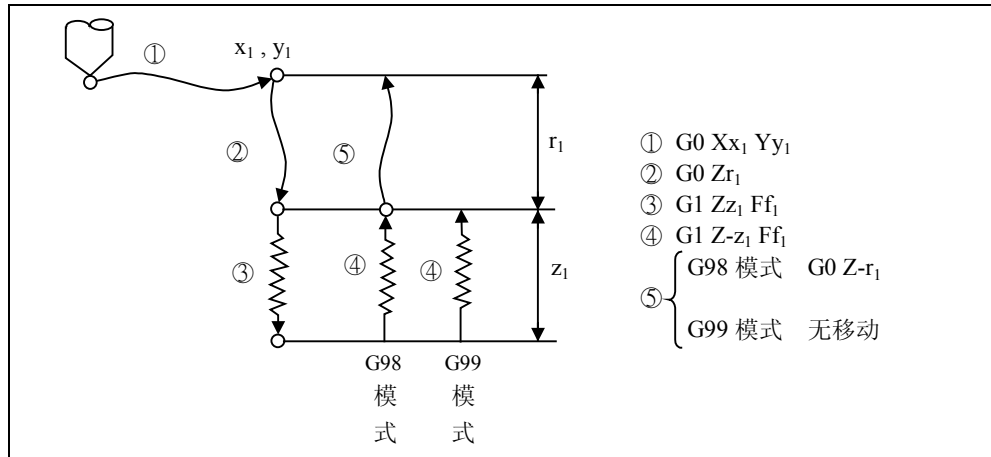 ①
x₁ , y₁
②
⑤
r₁
③
④
④
z₁
G98
模
式
G99
模
式
① G0 Xx₁ Yy₁
② G0 Zr₁
③ G1 Zz₁ Ff₁
④ G1 Z-z₁ Ff₁
⑤
G98 模式 G0 Z-r₁
G99 模式 无移动